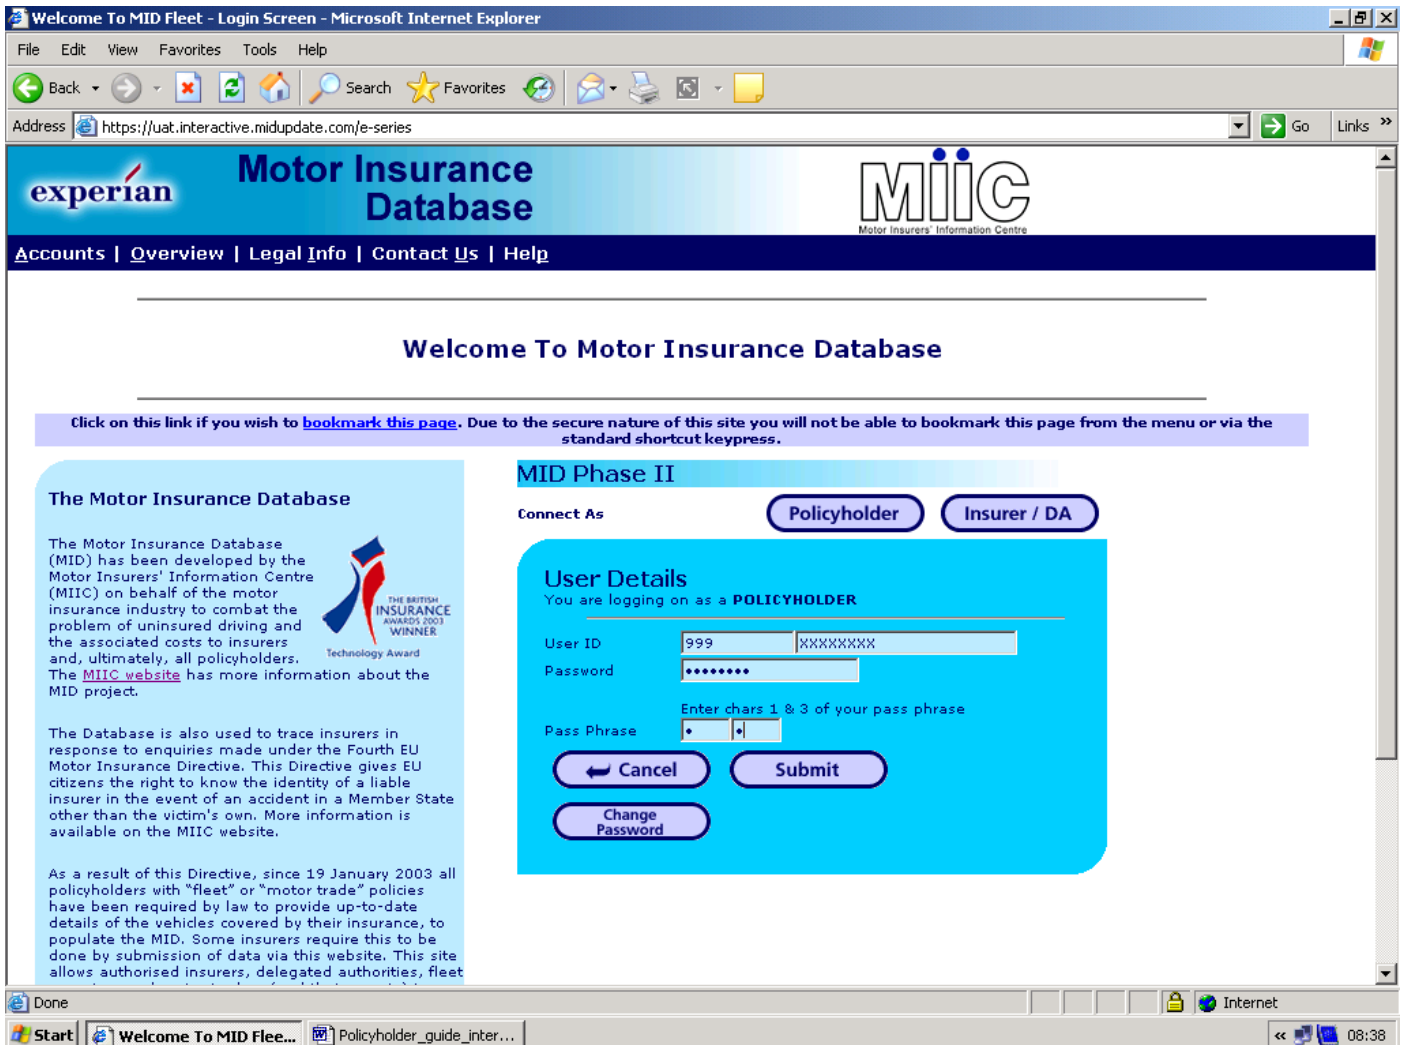 Welcome To MID Fleet - Login Screen - Microsoft Internet Explorer
File Edit View Favorites Tools Help
Back Search Favorites
Address https://uat.interactive.midupdate.com/e-series Go Links »
experian
Motor Insurance
Database
MIIC
Motor Insurers' Information Centre
Accounts | Overview | Legal Info | Contact Us | Help
Welcome To Motor Insurance Database
Click on this link if you wish to bookmark this page. Due to the secure nature of this site you will not be able to bookmark this page from the menu or via the
standard shortcut keypress.
The Motor Insurance Database
The Motor Insurance Database
(MID) has been developed by the
Motor Insurers' Information Centre
(MIIC) on behalf of the motor
insurance industry to combat the
problem of uninsured driving and
the associated costs to insurers
and, ultimately, all policyholders.
The MIIC website has more information about the
MID project.
THE BRITISH
INSURANCE
AWARDS 2003
WINNER
Technology Award
The Database is also used to trace insurers in
response to enquiries made under the Fourth EU
Motor Insurance Directive. This Directive gives EU
citizens the right to know the identity of a liable
insurer in the event of an accident in a Member State
other than the victim's own. More information is
available on the MIIC website.
As a result of this Directive, since 19 January 2003 all
policyholders with "fleet" or "motor trade" policies
have been required by law to provide up-to-date
details of the vehicles covered by their insurance, to
populate the MID. Some insurers require this to be
done by submission of data via this website. This site
allows authorised insurers, delegated authorities, fleet
MID Phase II
Connect As Policyholder Insurer / DA
User Details
You are logging on as a POLICYHOLDER
User ID 999 XXXXXXXX
Password ••••••••
Enter chars 1 & 3 of your pass phrase
Pass Phrase • •
Cancel Submit
Change
Password
Done Internet
Start Welcome To MID Flee... Policyholder_guide_inter... « 08:38